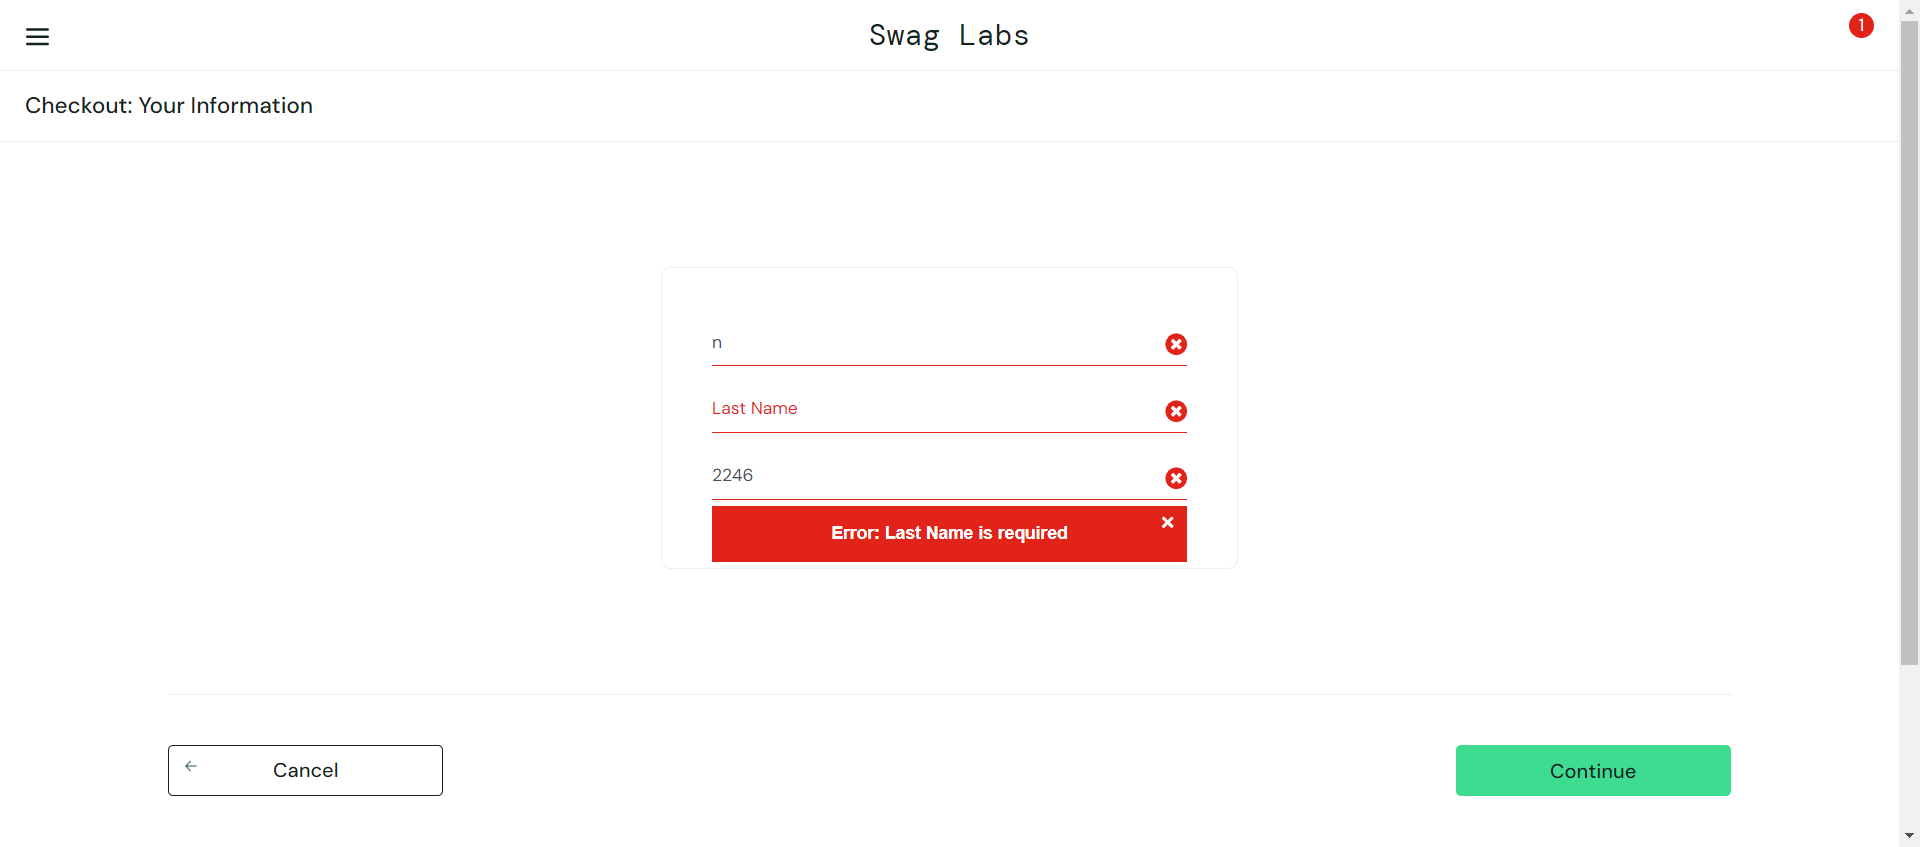 Swag Labs
1
Checkout: Your Information
n
Last Name
2246
Error: Last Name is required
Cancel
Continue